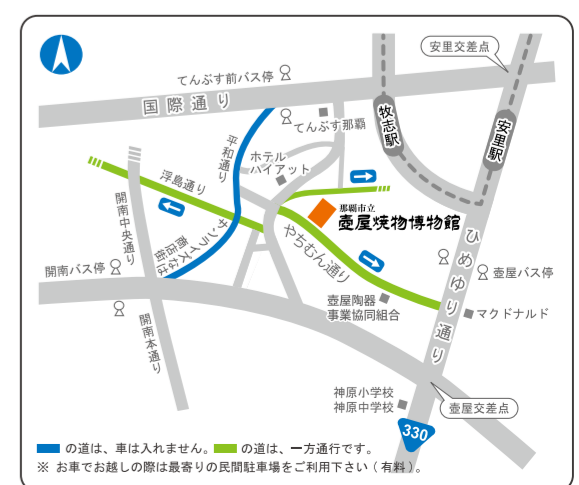 安里交差点
てんぶす前バス停
国際通り
てんぶす那覇
牧志駅
安里駅
平和通り
ホテル
ハイアット
浮島通り
開南中央通り
サンライズなは
商店街
那覇市立
壺屋焼物博物館
やちむん通り
ひめゆり通り
開南バス停
壺屋バス停
開南本通り
壺屋陶器
事業協同組合
マクドナルド
神原小学校
神原中学校
壺屋交差点
330
の道は、車は入れません。 の道は、一方通行です。
※ お車でお越しの際は最寄りの民間駐車場をご利用下さい(有料)。